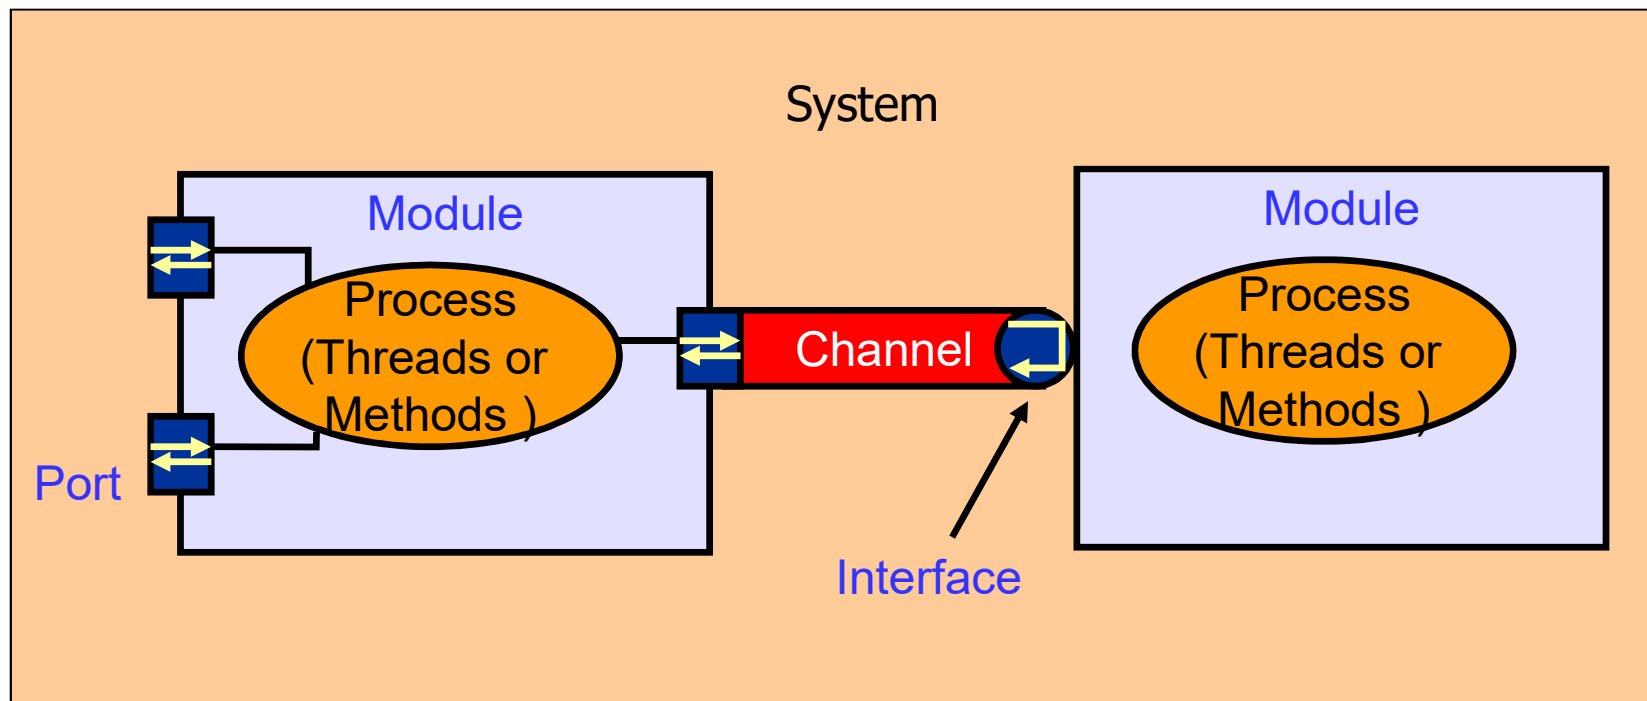 System
Module
Process
(Threads or
Methods )
Port
Channel
Interface
Module
Process
(Threads or
Methods )